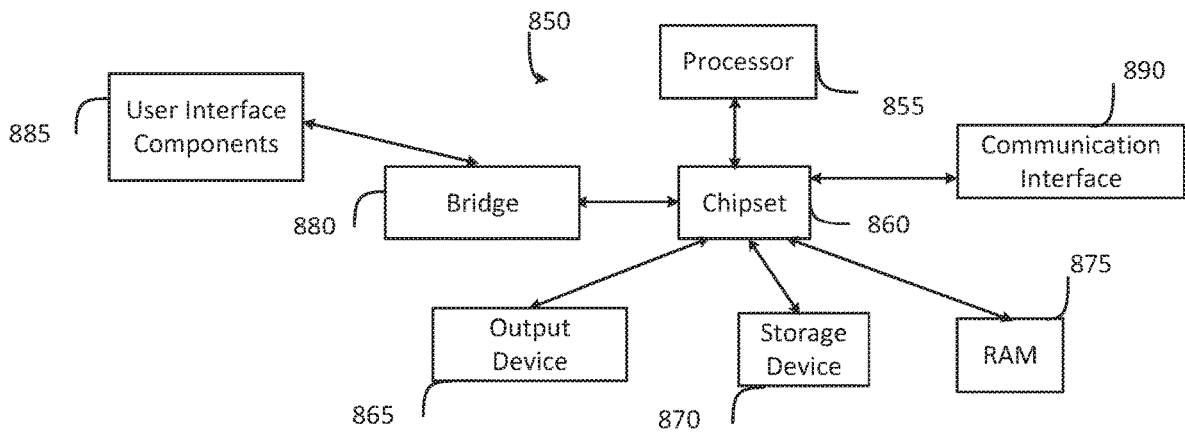 850
Processor
890
User Interface
Components
885
855
Communication
Interface
Bridge
880
Chipset
860
875
Output
Device
865
Storage
Device
870
RAM